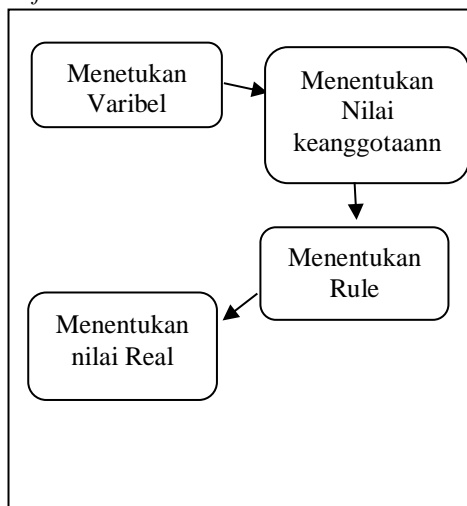 Menetukan
Varibel
Menentukan
Nilai
keanggotaann
Menentukan
Rule
Menentukan
nilai Real